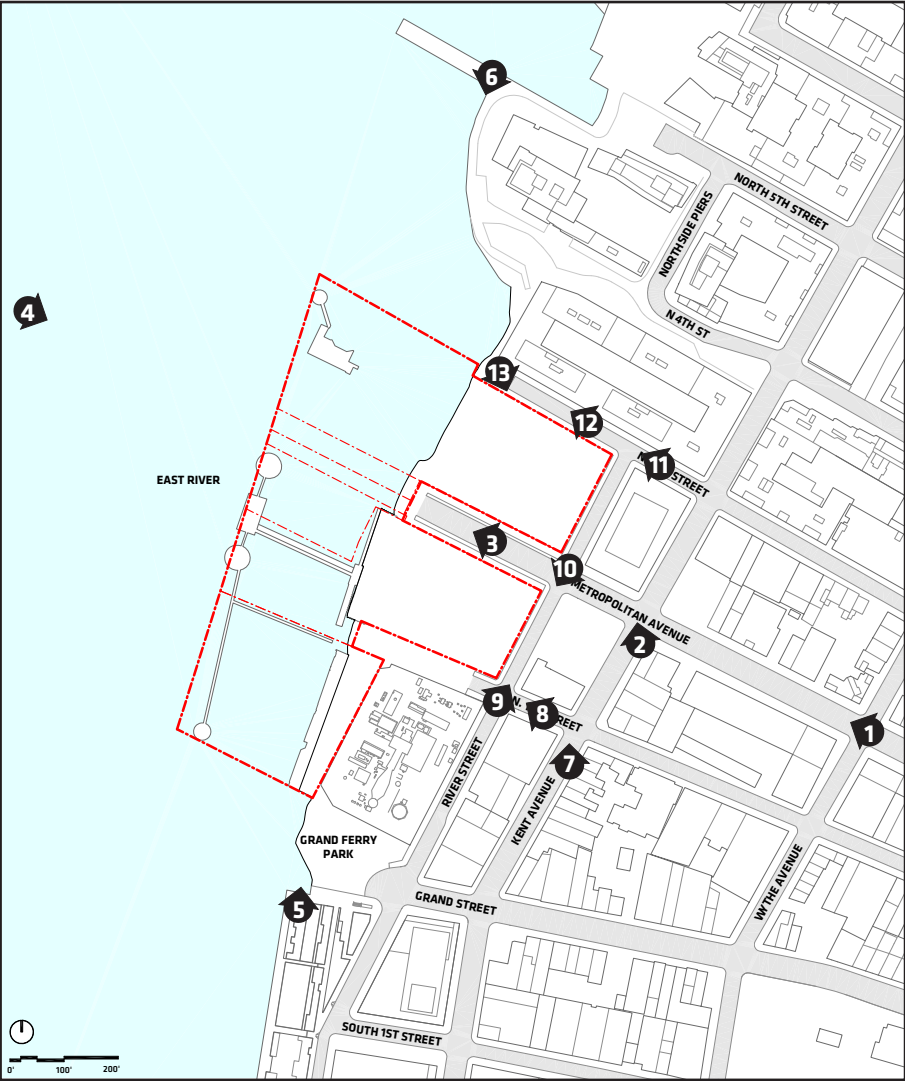 6
NORTH 5TH STREET
NORTHSIDE PIERS
4
N 4TH ST
13
12
11
STREET
EAST RIVER
3
10
METROPOLITAN AVENUE
2
9
N.
8
STREET
1
7
RIVER STREET
KENT AVENUE
GRAND FERRY
PARK
WYTHE AVENUE
5
GRAND STREET
SOUTH 1ST STREET
0' 100' 200'